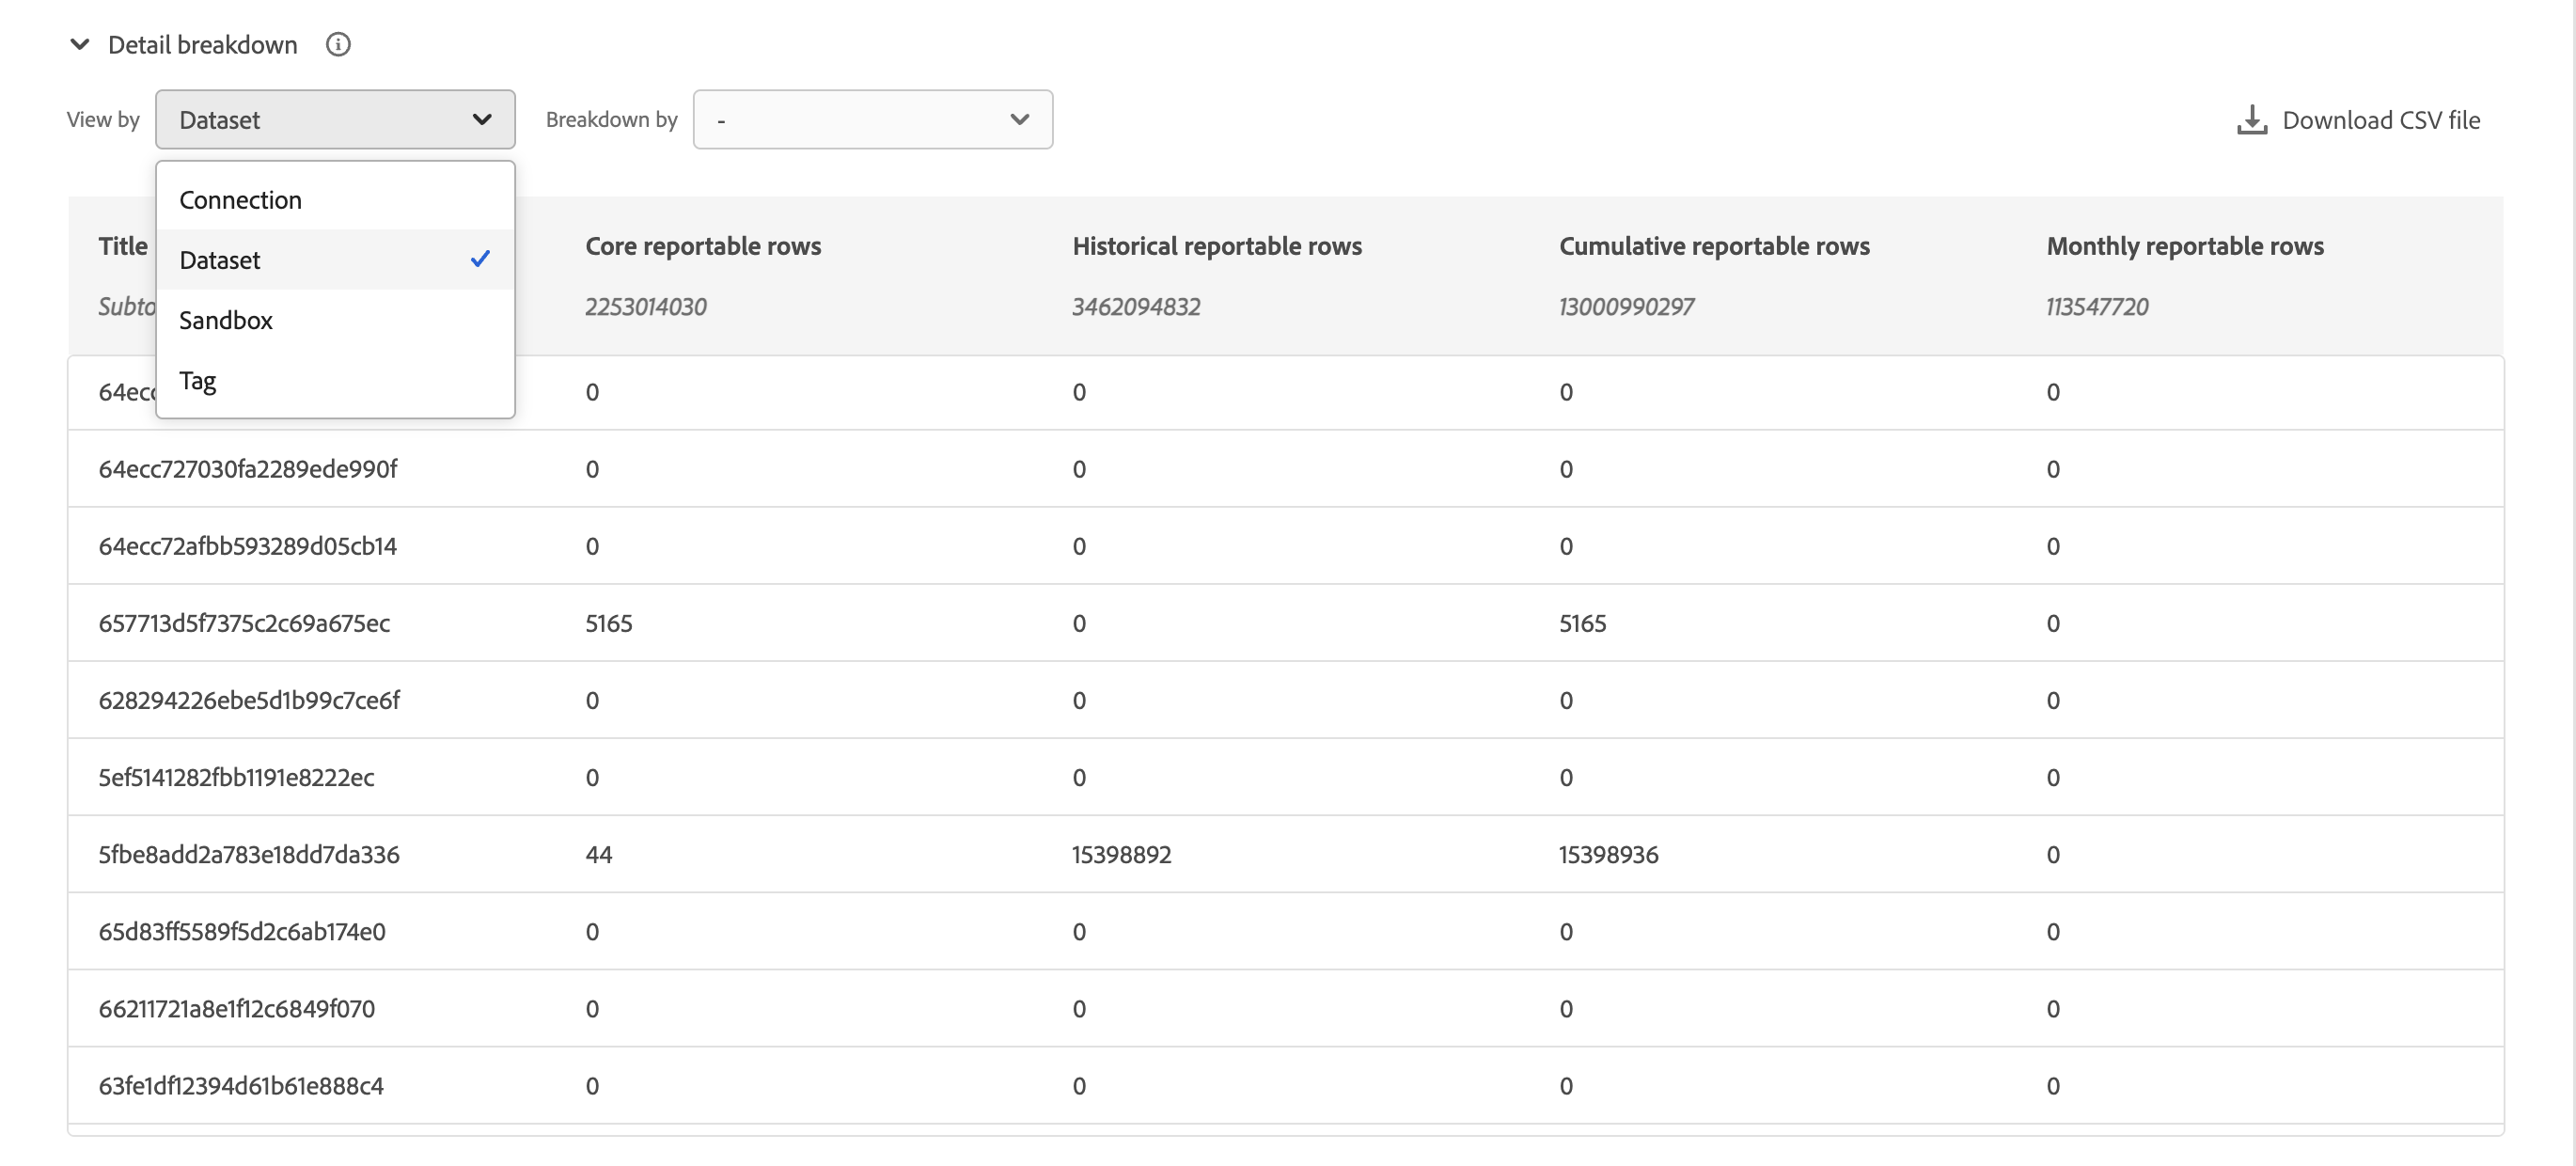 Detail breakdown
View by Dataset Breakdown by - Download CSV file
Connection
Dataset
Sandbox
Tag
Title Core reportable rows Historical reportable rows Cumulative reportable rows Monthly reportable rows
2253014030 3462094832 13000990297 113547720
0 0 0 0
64ecc727030fa2289ede990f 0 0 0 0
64ecc72afbb593289d05cb14 0 0 0 0
657713d5f7375c2c69a675ec 5165 0 5165 0
628294226ebe5d1b99c7ce6f 0 0 0 0
5ef5141282fbb1191e8222ec 0 0 0 0
5fbe8add2a783e18dd7da336 44 15398892 15398936 0
65d83ff5589f5d2c6ab174e0 0 0 0 0
66211721a8e1f12c6849f070 0 0 0 0
63fe1df12394d61b61e888c4 0 0 0 0